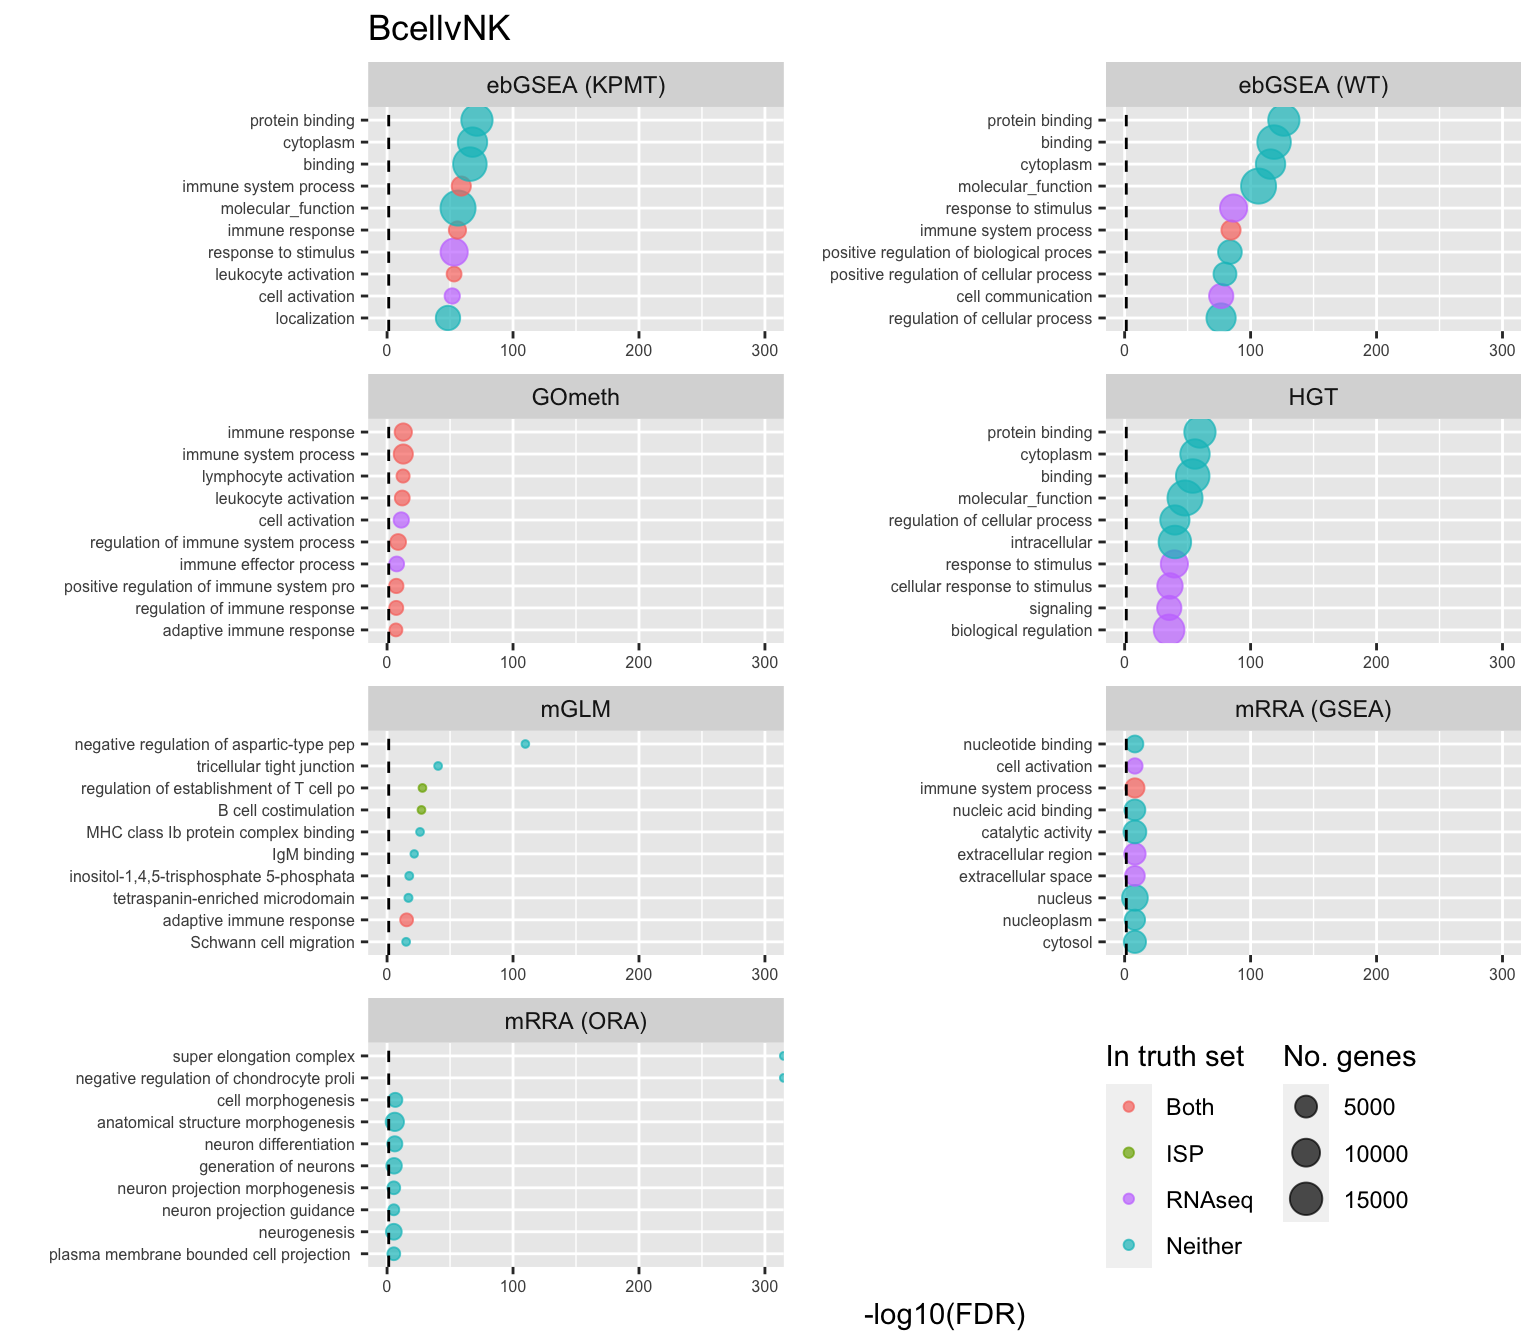 BcellvNK
ebGSEA (KPMT)
protein binding
cytoplasm
binding
immune system process
molecular_function
immune response
response to stimulus
leukocyte activation
cell activation
localization
0 100 200 300
ebGSEA (WT)
protein binding
binding
cytoplasm
molecular_function
response to stimulus
immune system process
positive regulation of biological proces
positive regulation of cellular process
cell communication
regulation of cellular process
0 100 200 300
GOmeth
immune response
immune system process
lymphocyte activation
leukocyte activation
cell activation
regulation of immune system process
immune effector process
positive regulation of immune system pro
regulation of immune response
adaptive immune response
0 100 200 300
HGT
protein binding
cytoplasm
binding
molecular_function
regulation of cellular process
intracellular
response to stimulus
cellular response to stimulus
signaling
biological regulation
0 100 200 300
mGLM
negative regulation of aspartic-type pep
tricellular tight junction
regulation of establishment of T cell po
B cell costimulation
MHC class Ib protein complex binding
IgM binding
inositol-1,4,5-trisphosphate 5-phosphata
tetraspanin-enriched microdomain
adaptive immune response
Schwann cell migration
0 100 200 300
mRRA (GSEA)
nucleotide binding
cell activation
immune system process
nucleic acid binding
catalytic activity
extracellular region
extracellular space
nucleus
nucleoplasm
cytosol
0 100 200 300
mRRA (ORA)
super elongation complex
negative regulation of chondrocyte proli
cell morphogenesis
anatomical structure morphogenesis
neuron differentiation
generation of neurons
neuron projection morphogenesis
neuron projection guidance
neurogenesis
plasma membrane bounded cell projection
0 100 200 300
In truth set
Both
ISP
RNAseq
Neither
No. genes
5000
10000
15000
-log10(FDR)